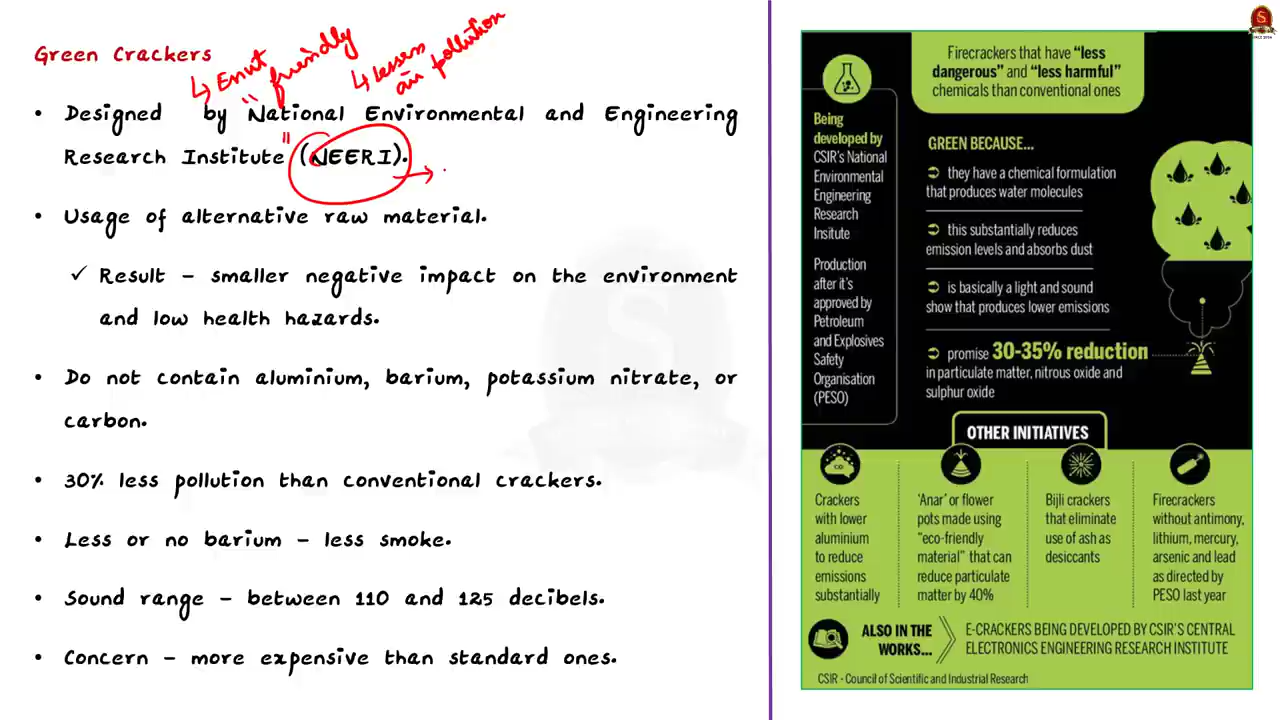 Green Crackers
↳ Envt friendly
↳ lessen air pollution
• Designed by "National Environmental and Engineering
Research Institute" (NEERI). →
• Usage of alternative raw material.
✓ Result – smaller negative impact on the environment
and low health hazards.
• Do not contain aluminium, barium, potassium nitrate, or
carbon.
• 30% less pollution than conventional crackers.
• Less or no barium – less smoke.
• Sound range – between 110 and 125 decibels.
• Concern – more expensive than standard ones.
Firecrackers that have “less
dangerous” and “less harmful”
chemicals than conventional ones
Being
developed by
CSIR's National
Environmental
Engineering
Research
Insitute
Production
after it's
approved by
Petroleum
and Explosives
Safety
Organisation
(PESO)
GREEN BECAUSE...
they have a chemical formulation
that produces water molecules
this substantially reduces
emission levels and absorbs dust
is basically a light and sound
show that produces lower emissions
promise 30-35% reduction
in particulate matter, nitrous oxide and
sulphur oxide
OTHER INITIATIVES
Crackers
with lower
aluminium
to reduce
emissions
substantially
‘Anar’ or flower
pots made using
“eco-friendly
material” that can
reduce particulate
matter by 40%
Bijli crackers
that eliminate
use of ash as
desiccants
Firecrackers
without antimony,
lithium, mercury,
arsenic and lead
as directed by
PESO last year
ALSO IN THE
WORKS...
E-CRACKERS BEING DEVELOPED BY CSIR'S CENTRAL
ELECTRONICS ENGINEERING RESEARCH INSTITUTE
CSIR - Council of Scientific and Industrial Research